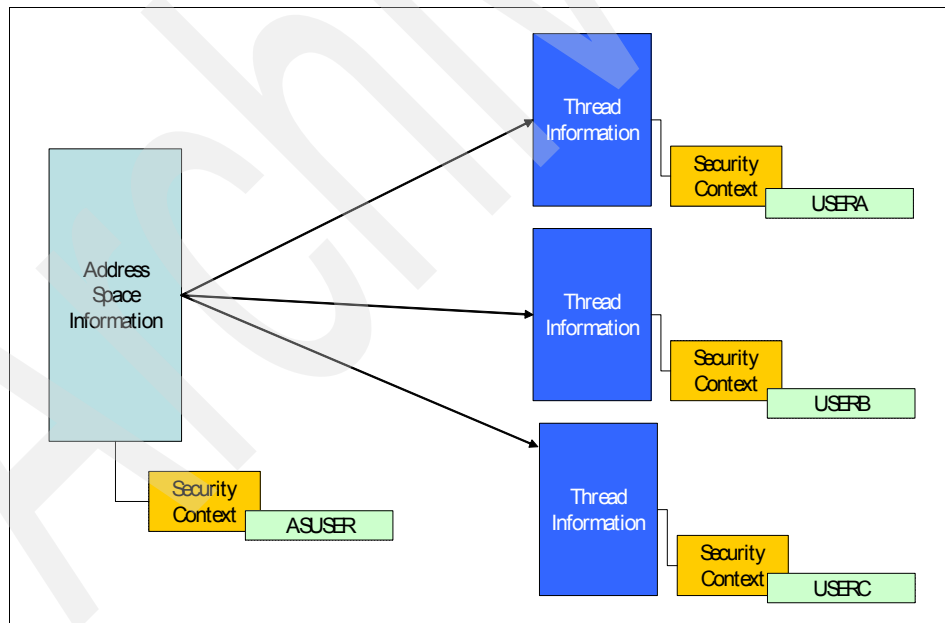 Thread
Information
Security
Context
USERA
Address
Space
Information
Thread
Information
Security
Context
USERB
Security
Context
ASUSER
Thread
Information
Security
Context
USERC